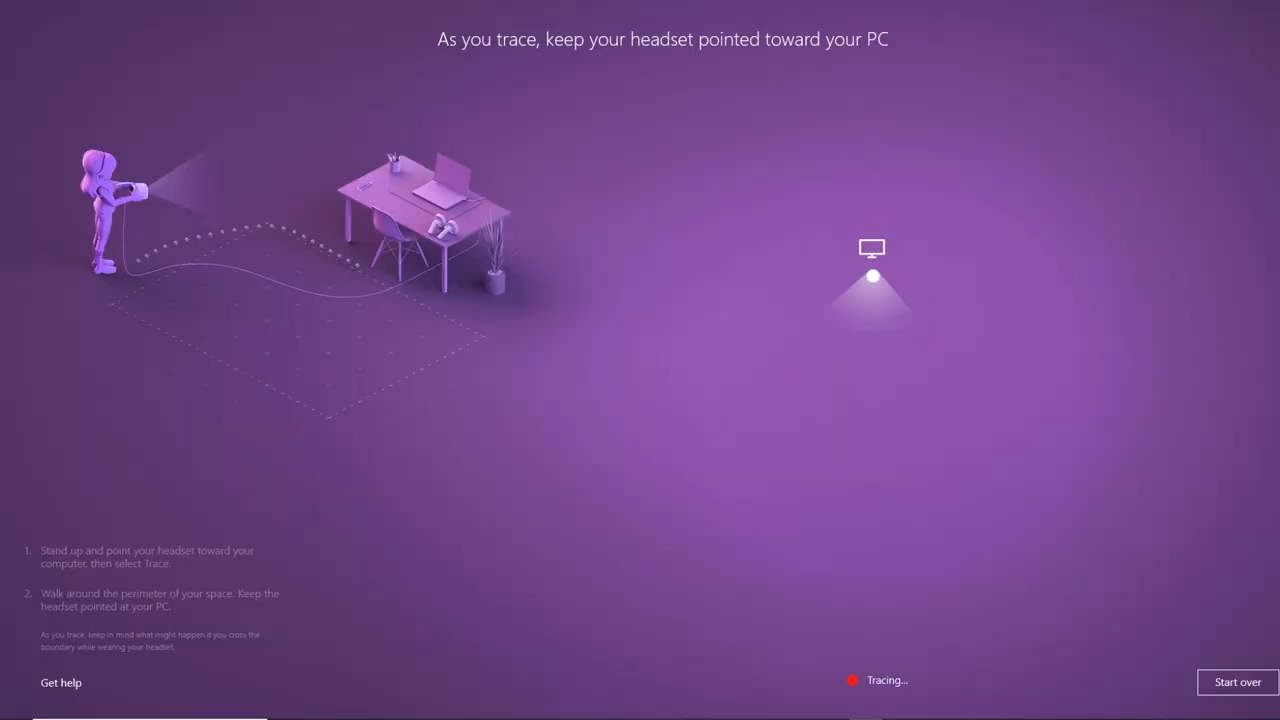 As you trace, keep your headset pointed toward your PC
1. Stand up and point your headset toward your
computer, then select Trace.
2. Walk around the perimeter of your space. Keep the
headset pointed at your PC.
As you trace, keep in mind what might happen if you cross the
boundary while wearing your headset.
Get help
Tracing...
Start over